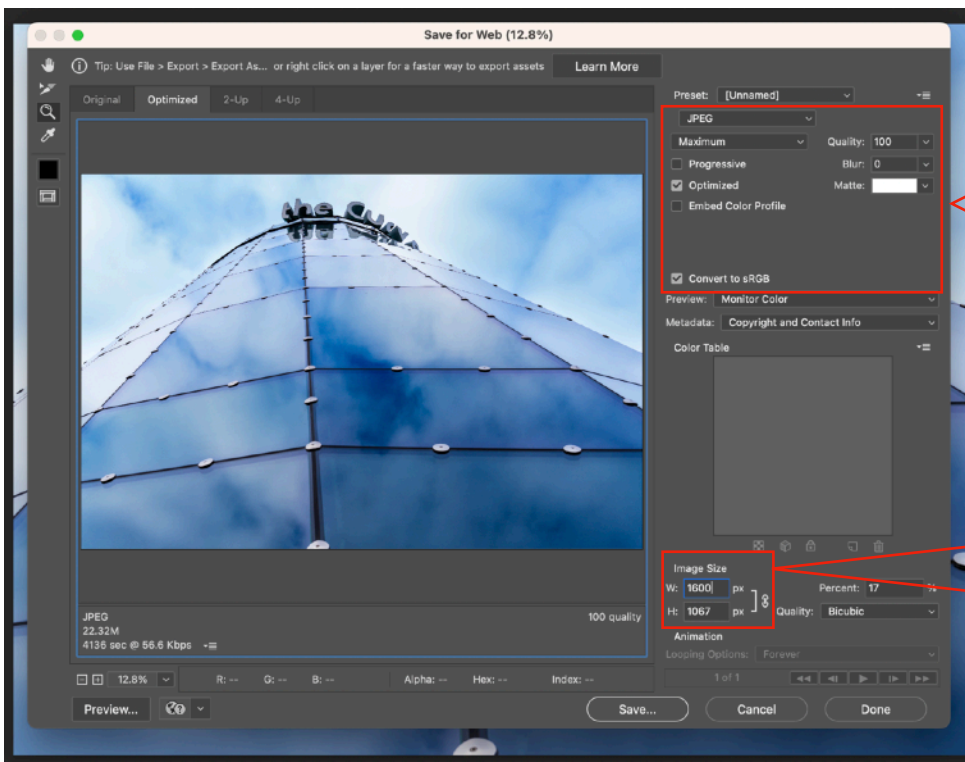 Save for Web (12.8%)
Tip: Use File > Export > Export As... or right click on a layer for a faster way to export assets
Learn More
Original Optimized 2-Up 4-Up
Preset: [Unnamed]
JPEG
Maximum Quality: 100
Progressive Blur: 0
Optimized Matte:
Embed Color Profile
Convert to sRGB
Preview: Monitor Color
Metadata: Copyright and Contact Info
Color Table
the
Image Size
W: 1600 px Percent: 17 %
H: 1067 px Quality: Bicubic
Animation
Looping Options: Forever
1 of 1
JPEG 100 quality
22.32M
4136 sec @ 56.6 Kbps
12.8% R: -- G: -- B: -- Alpha: -- Hex: -- Index: --
Preview... Save... Cancel Done